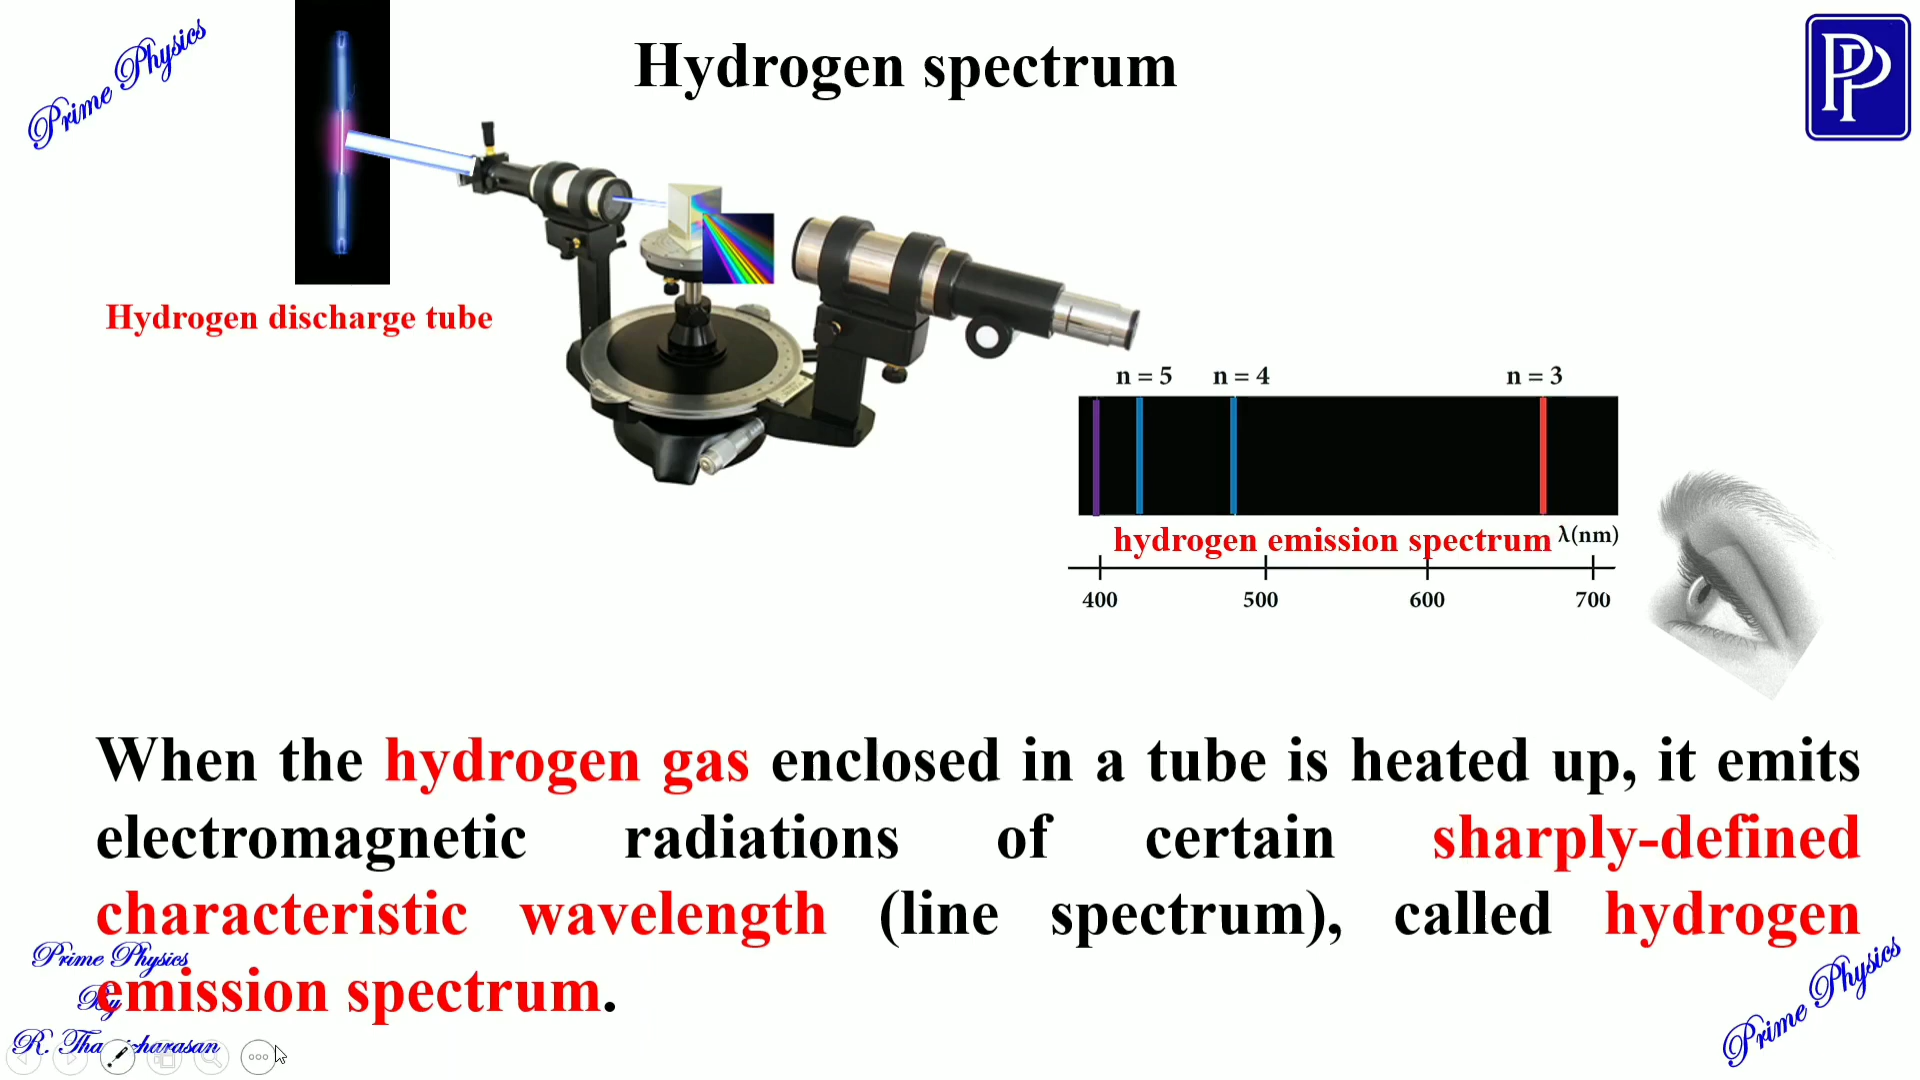 Prime Physics
Hydrogen spectrum
PP
Hydrogen discharge tube
n = 5 n = 4 n = 3
hydrogen emission spectrum λ(nm)
400 500 600 700
When the hydrogen gas enclosed in a tube is heated up, it emits
electromagnetic radiations of certain sharply-defined
characteristic wavelength (line spectrum), called hydrogen
emission spectrum.
Prime Physics
By
Prime Physics